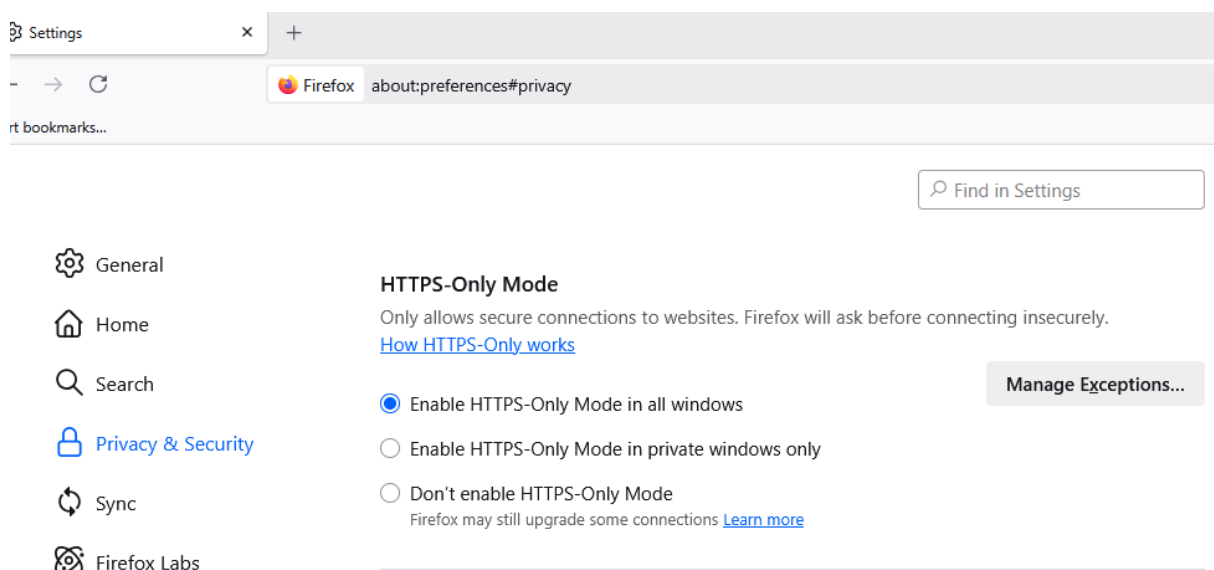 Settings
Firefox about:preferences#privacy
rt bookmarks...
Find in Settings
General
Home
Search
Privacy & Security
Sync
Firefox Labs
HTTPS-Only Mode
Only allows secure connections to websites. Firefox will ask before connecting insecurely.
How HTTPS-Only works
Manage Exceptions...
Enable HTTPS-Only Mode in all windows
Enable HTTPS-Only Mode in private windows only
Don't enable HTTPS-Only Mode
Firefox may still upgrade some connections Learn more